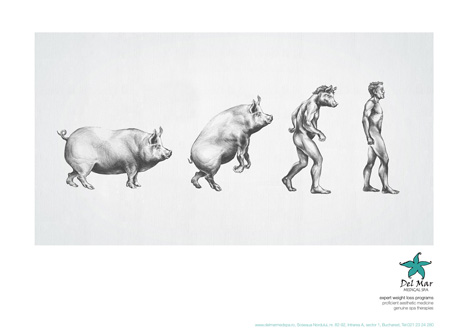 Del Mar
MEDICAL SPA
expert weight loss programs
proficient aesthetic medicine
genuine spa therapies